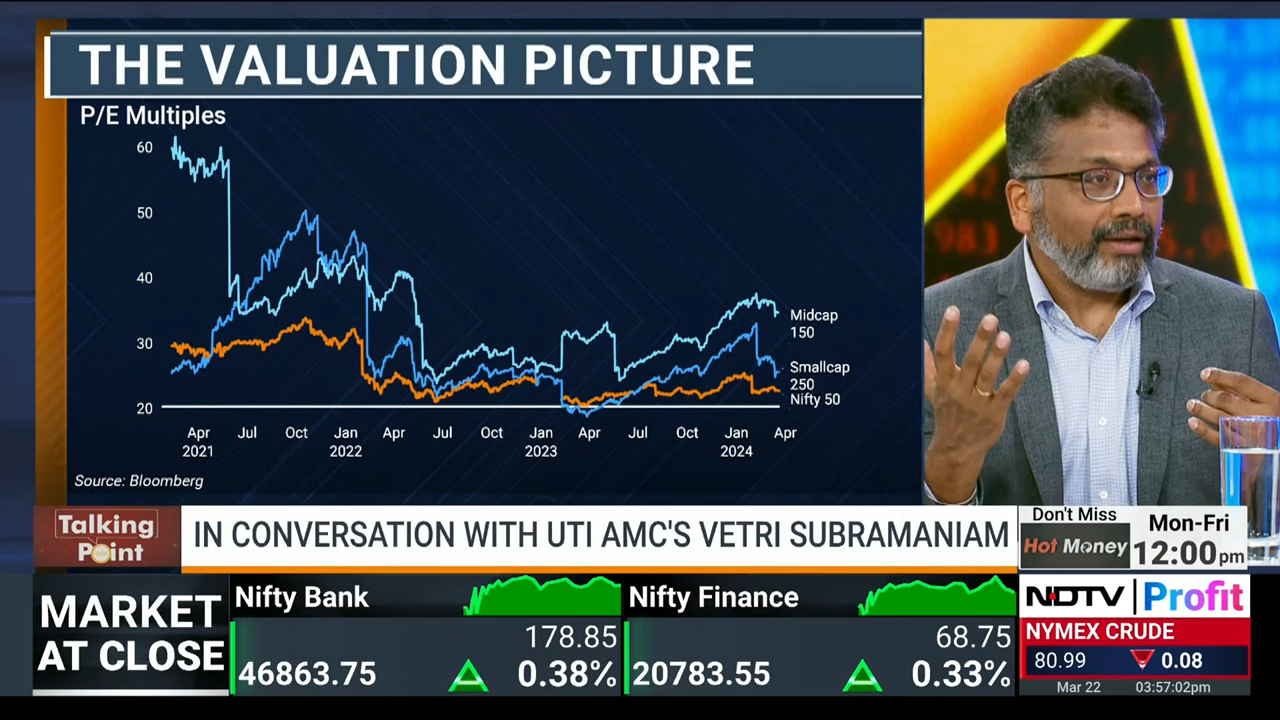 THE VALUATION PICTURE
P/E Multiples
60
50
40
30
20
Midcap
150
Smallcap
250
Nifty 50
Apr Jul Oct Jan Apr Jul Oct Jan Apr Jul Oct Jan Apr
2021 2022 2023 2024
Source: Bloomberg
Talking
Point
IN CONVERSATION WITH UTI AMC'S VETRI SUBRAMANIAM
Don't Miss
Hot Money
Mon-Fri
12:00pm
MARKET
AT CLOSE
Nifty Bank
178.85
46863.75 0.38%
Nifty Finance
68.75
20783.55 0.33%
NDTV Profit
NYMEX CRUDE
80.99 0.08
Mar 22 03:57:02pm